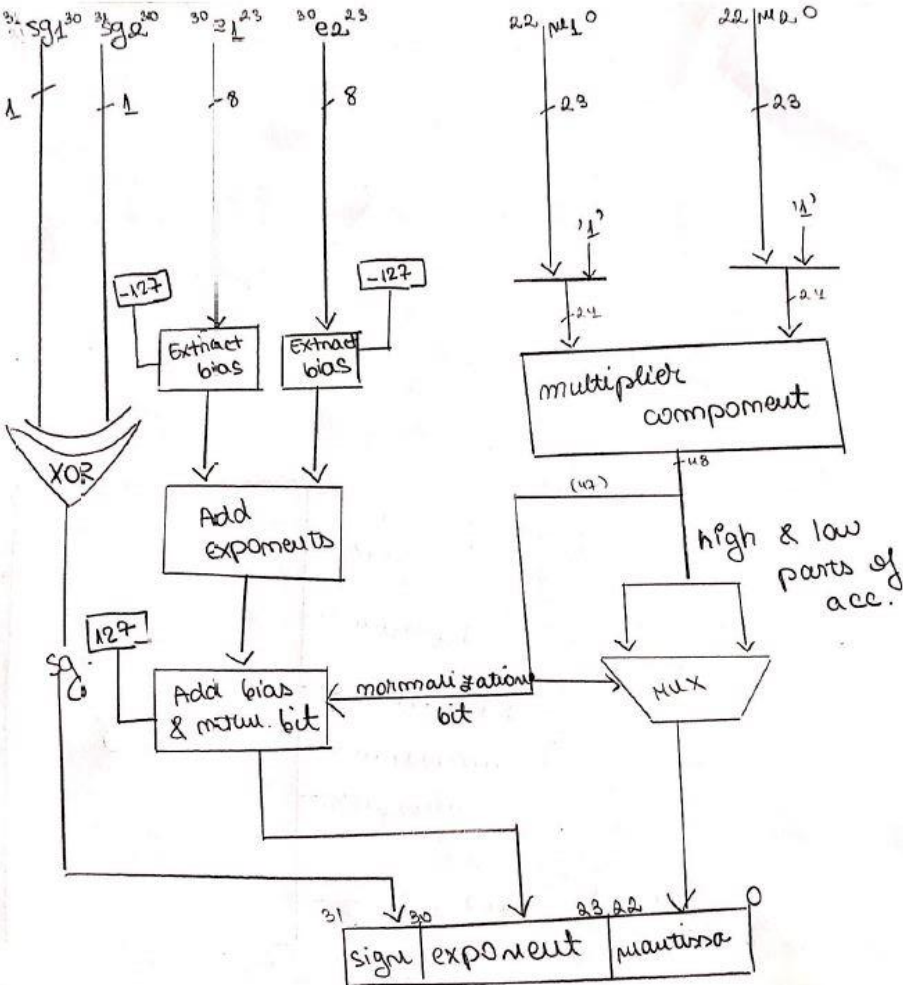 31 sg1 30 31 sg2 30 30 e1 23 30 e2 23 22 m1 0 22 m2 0
1 1 8 8 23 23
'1' '1'
-127 -127
24 24
Extract
bias
Extract
bias
multiplier
component
XOR
48
(47)
Add
exponents
high & low
parts of
acc.
127
sg.
Add bias
& nrm. bit
normalization
bit
MUX
31 30 23 22 0
sign exponent mantissa